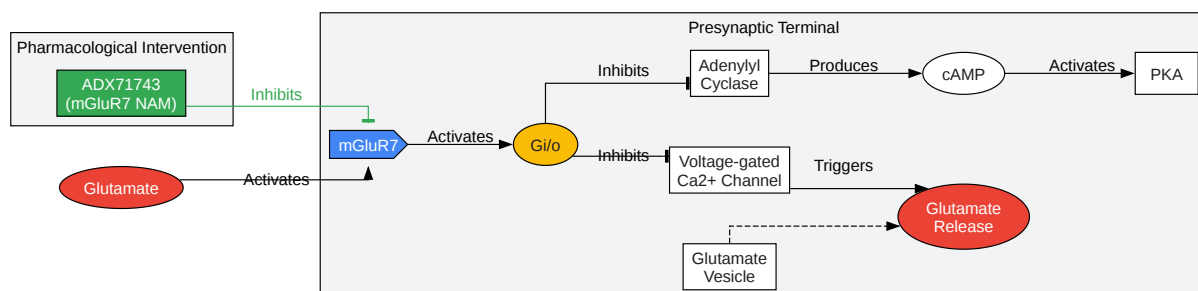 Presynaptic Terminal
Pharmacological Intervention
ADX71743
(mGluR7 NAM)
Inhibits
Inhibits
Adenylyl
Cyclase
Produces
cAMP
Activates
PKA
mGluR7
Activates
Gi/o
Inhibits
Voltage-gated
Ca2+ Channel
Triggers
Glutamate
Activates
Glutamate
Release
Glutamate
Vesicle